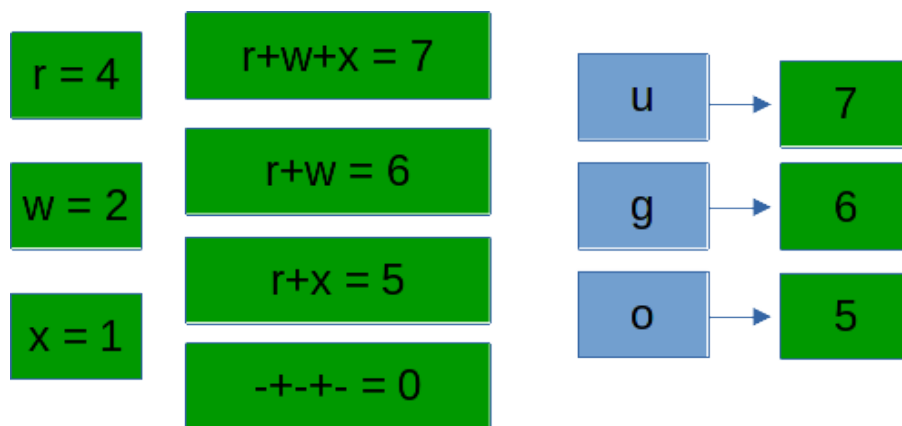 r = 4
w = 2
x = 1
r+w+x = 7
r+w = 6
r+x = 5
-+-+- = 0
u
7
g
6
o
5